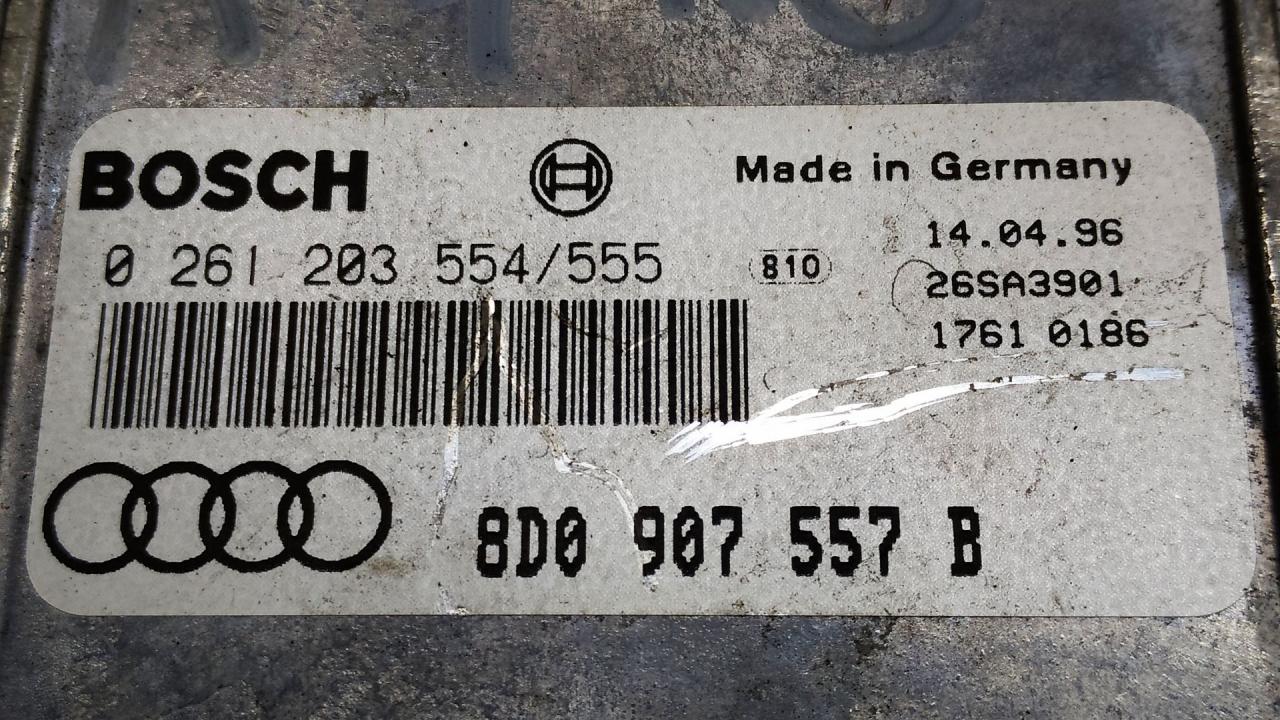 BOSCH
Made in Germany
0 261 203 554/555
810
14.04.96
26SA3901
1761 0186
8D0 907 557 B